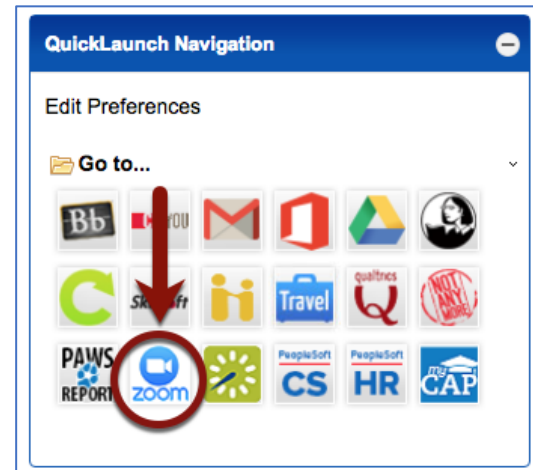 QuickLaunch Navigation
Edit Preferences
Go to...
Bb
YOU
Travel
qualtrics
NOT ANY MORE!
PAWS REPORT
zoom
PeopleSoft CS
PeopleSoft HR
my CAP